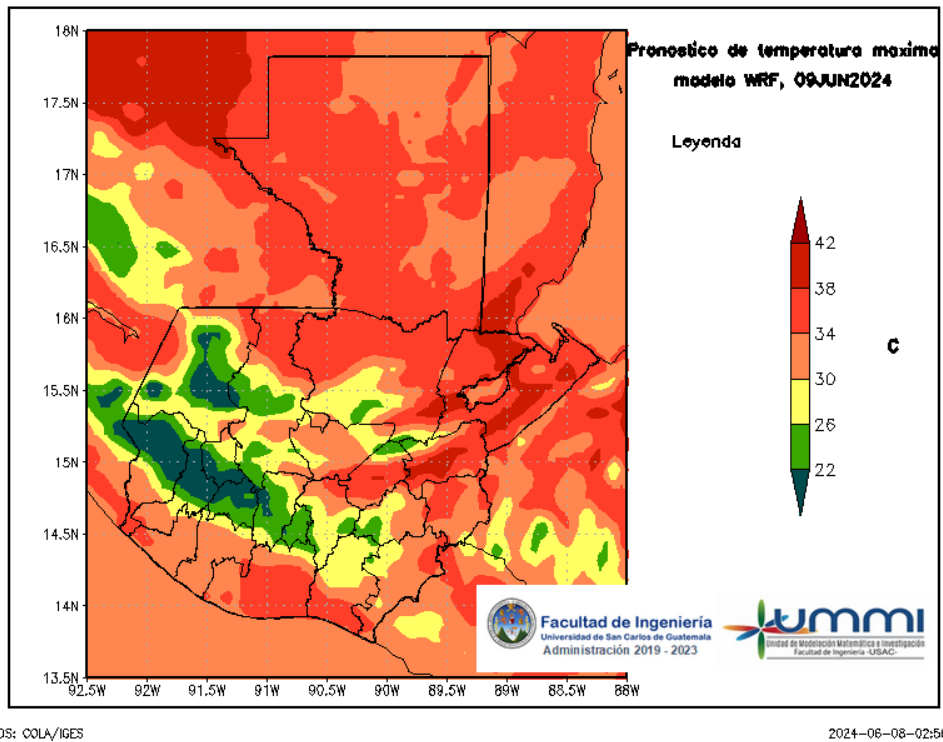 Pronostico de temperatura maxima
modelo WRF, 09JUN2024
Leyenda
18N
17.5N
17N
16.5N
16N
15.5N
15N
14.5N
14N
13.5N
92.5W 92W 91.5W 91W 90.5W 90W 89.5W 89W 88.5W 88W
42
38
34
30
26
22
C
Facultad de Ingeniería
Universidad de San Carlos de Guatemala
Administración 2019 - 2023
UMMI
Unidad de Modelación Matemática e Investigación
Facultad de Ingeniería -USAC-
COLA/IGES
2024-06-08-02:5